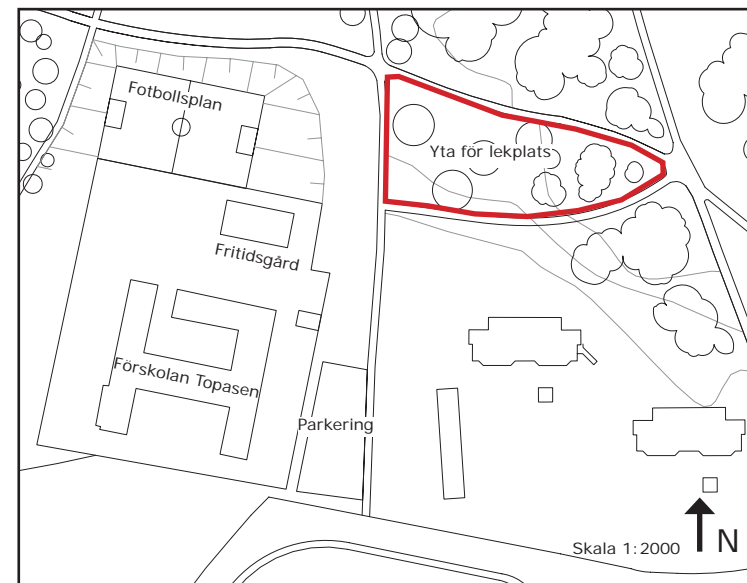 Fotbollsplan
Yta för lekplats
Fritidsgård
Förskolan Topasen
Parkering
Skala 1:2000
N